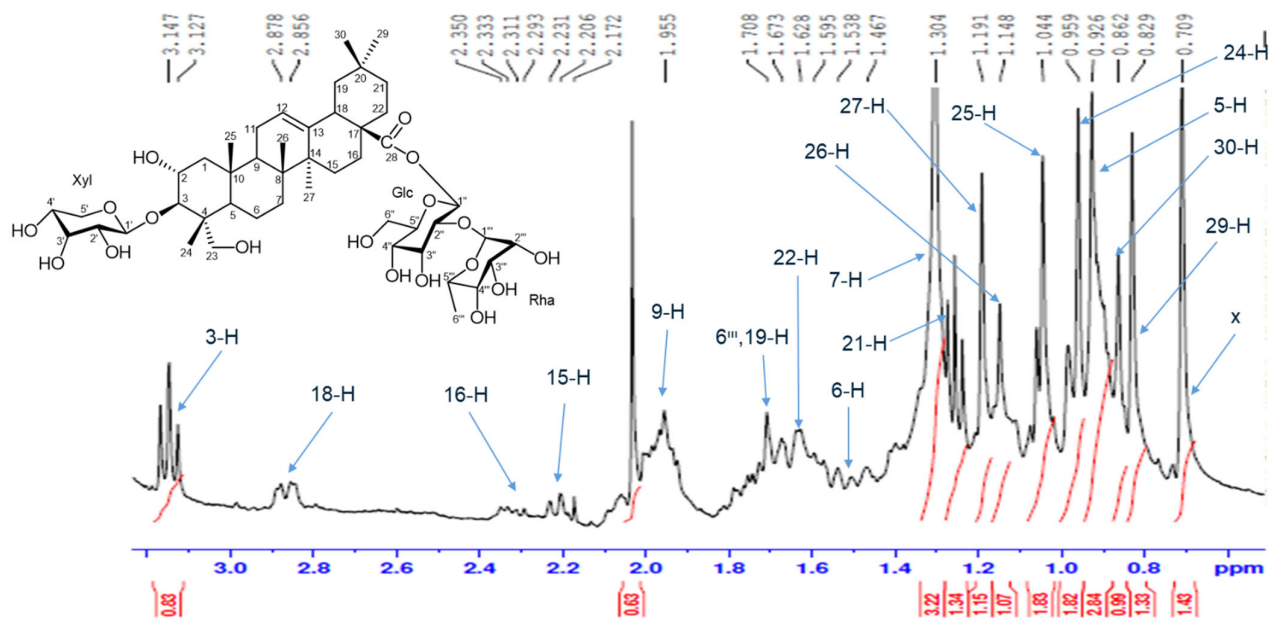 3.147 3.127 2.878 2.856 2.350 2.333 2.311 2.293 2.231 2.206 2.172 1.955 1.708 1.673 1.628 1.595 1.538 1.467 1.304 1.191 1.148 1.044 0.959 0.926 0.862 0.829 0.709
30 29
20
19 21
12 18 22
11 13 17 O
25 26 C
28
HO 1 9 14 16
2 10 8 15
Xyl 3 4 5 6 7 27
Glc
4' 5' O O
HO 3' 2' 1' 24 23 OH
OH OH
6'' 5'' O 1'' O
HO 4'' 2'' O 1''' 2'''
3'' O OH
OH OH 5''' 3''' OH
4''' OH
6''' OH
Rha
3-H
18-H
16-H
15-H
9-H
6''',19-H
22-H
6-H
7-H
21-H
26-H
27-H
25-H
24-H
5-H
30-H
29-H
x
3.0 2.8 2.6 2.4 2.2 2.0 1.8 1.6 1.4 1.2 1.0 0.8 ppm
0.83 0.63 3.22 1.34 1.15 1.07 1.83 1.82 2.84 0.99 1.33 1.43